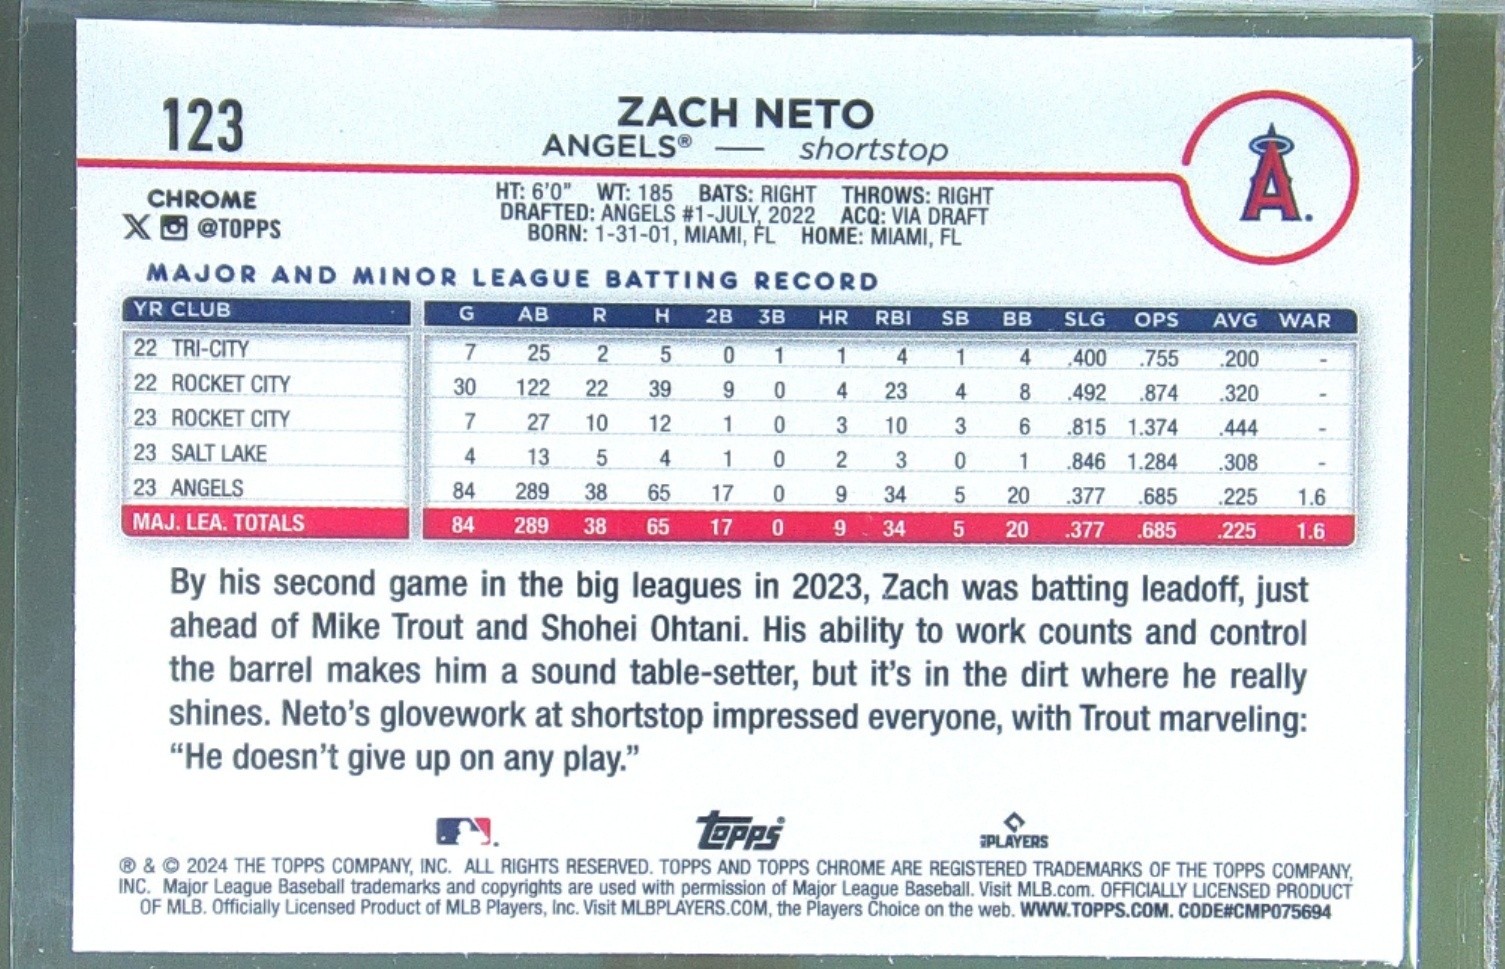 123
ZACH NETO
ANGELS® — shortstop
A.
CHROME
X @TOPPS
HT: 6'0" WT: 185 BATS: RIGHT THROWS: RIGHT
DRAFTED: ANGELS #1-JULY, 2022 ACQ: VIA DRAFT
BORN: 1-31-01, MIAMI, FL HOME: MIAMI, FL
MAJOR AND MINOR LEAGUE BATTING RECORD
YR CLUB G AB R H 2B 3B HR RBI SB BB SLG OPS AVG WAR
22 TRI-CITY 7 25 2 5 0 1 1 4 1 4 .400 .755 .200 -
22 ROCKET CITY 30 122 22 39 9 0 4 23 4 8 .492 .874 .320 -
23 ROCKET CITY 7 27 10 12 1 0 3 10 3 6 .815 1.374 .444 -
23 SALT LAKE 4 13 5 4 1 0 2 3 0 1 .846 1.284 .308 -
23 ANGELS 84 289 38 65 17 0 9 34 5 20 .377 .685 .225 1.6
MAJ. LEA. TOTALS 84 289 38 65 17 0 9 34 5 20 .377 .685 .225 1.6
By his second game in the big leagues in 2023, Zach was batting leadoff, just
ahead of Mike Trout and Shohei Ohtani. His ability to work counts and control
the barrel makes him a sound table-setter, but it's in the dirt where he really
shines. Neto's glovework at shortstop impressed everyone, with Trout marveling:
“He doesn't give up on any play.”
topps®
MLBPLAYERS
® & © 2024 THE TOPPS COMPANY, INC. ALL RIGHTS RESERVED. TOPPS AND TOPPS CHROME ARE REGISTERED TRADEMARKS OF THE TOPPS COMPANY,
INC. Major League Baseball trademarks and copyrights are used with permission of Major League Baseball. Visit MLB.com. OFFICIALLY LICENSED PRODUCT
OF MLB. Officially Licensed Product of MLB Players, Inc. Visit MLBPLAYERS.COM, the Players Choice on the web. WWW.TOPPS.COM. CODE#CMP075694